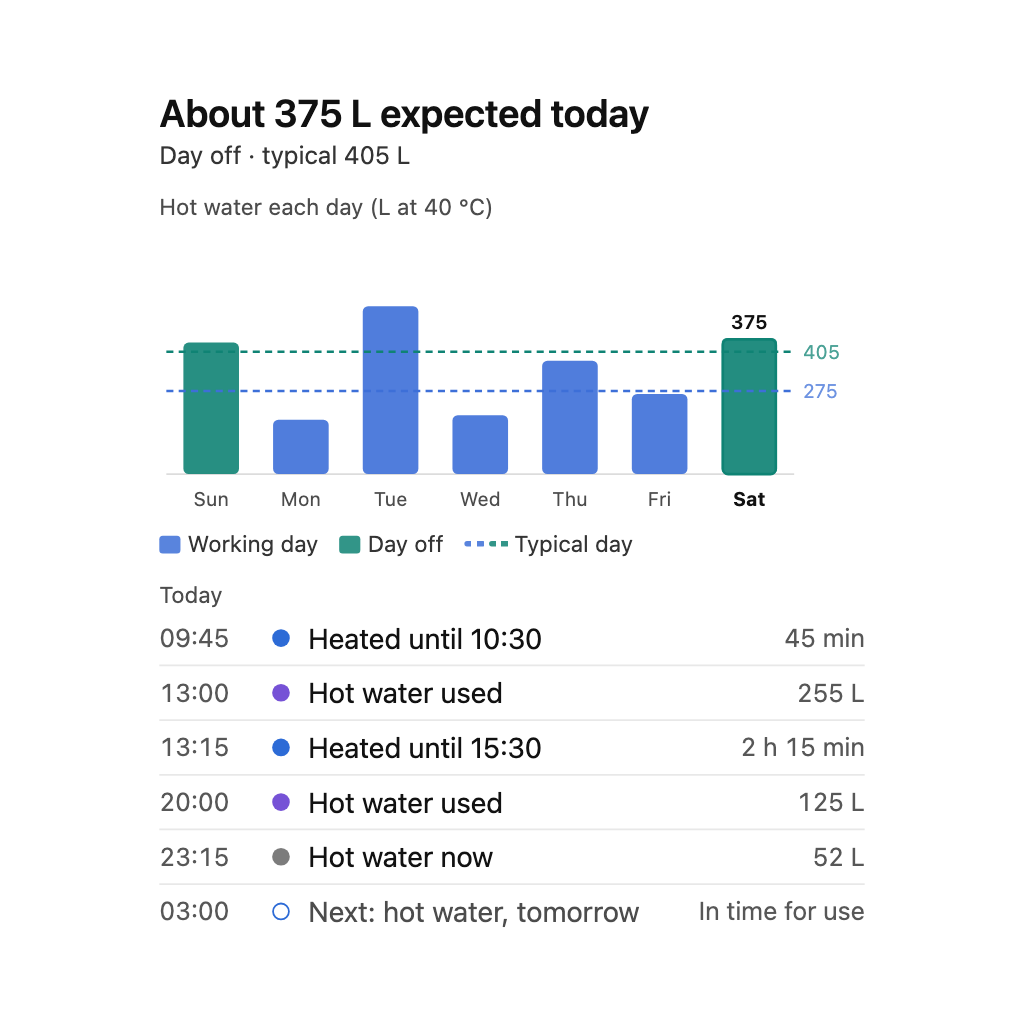 About 375 L expected today
Day off · typical 405 L
Hot water each day (L at 40 °C)
375
405
275
Sun Mon Tue Wed Thu Fri Sat
Working day Day off Typical day
Today
09:45 Heated until 10:30 45 min
13:00 Hot water used 255 L
13:15 Heated until 15:30 2 h 15 min
20:00 Hot water used 125 L
23:15 Hot water now 52 L
03:00 Next: hot water, tomorrow In time for use